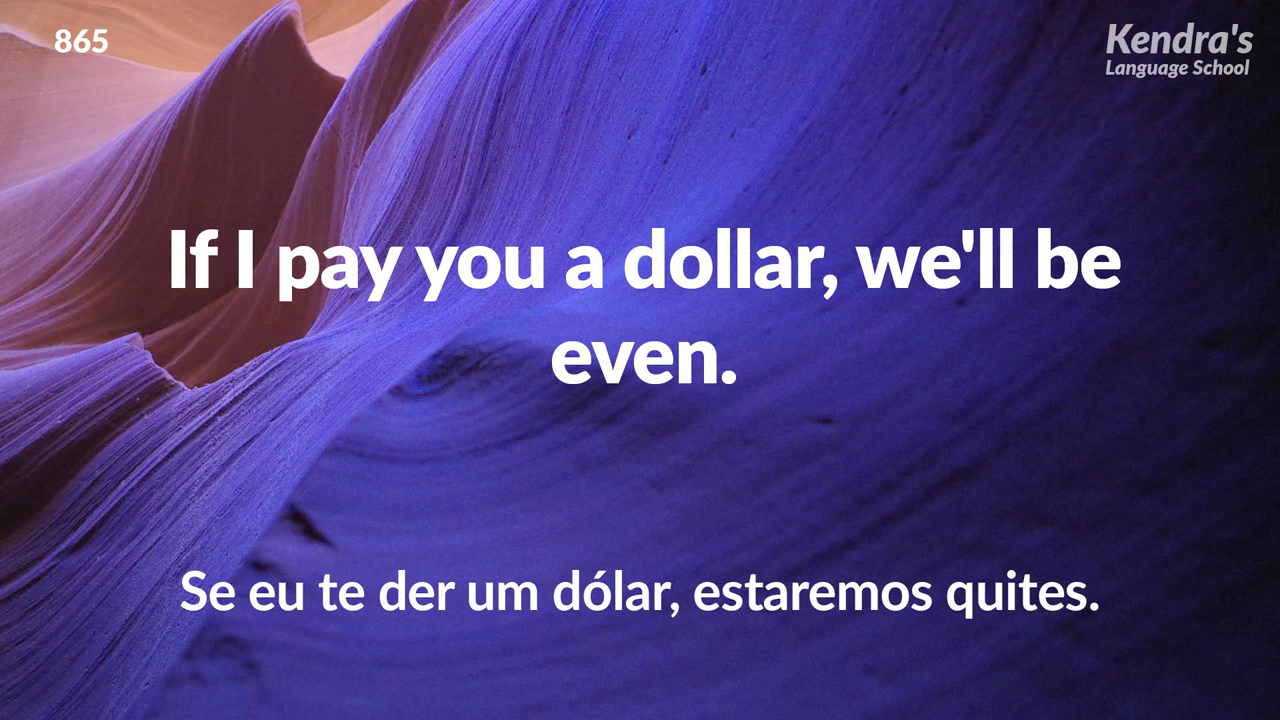 865
Kendra's
Language School
If I pay you a dollar, we'll be
even.
Se eu te der um dólar, estaremos quites.